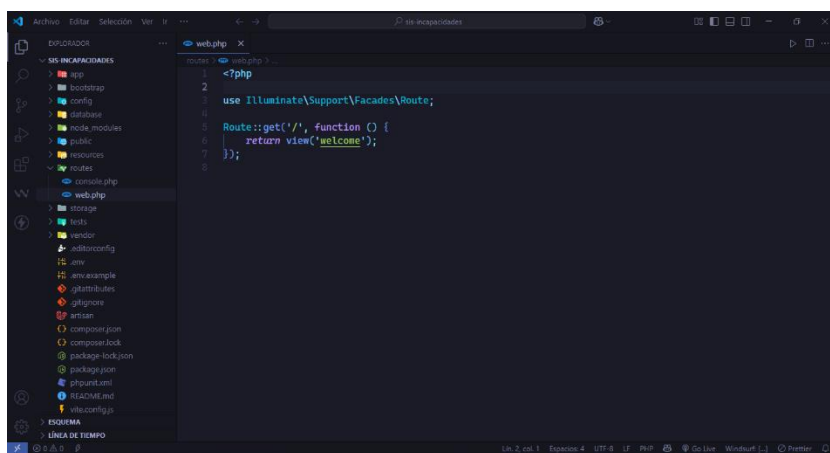 Archivo Editar Selección Ver Ir ...
sis-incapacidades
EXPLORADOR ...
SIS-INCAPACIDADES
app
bootstrap
config
database
node_modules
public
resources
routes
console.php
web.php
storage
tests
vendor
.editorconfig
.env
.env.example
.gitattributes
.gitignore
artisan
composer.json
composer.lock
package-lock.json
package.json
phpunit.xml
README.md
vite.config.js
ESQUEMA
LÍNEA DE TIEMPO
web.php ×
routes > web.php > ...
1 <?php
2
3 use Illuminate\Support\Facades\Route;
4
5 Route::get('/', function () {
6 return view('welcome');
7 });
8
0 0 Lín. 2, col. 1 Espacios: 4 UTF-8 LF PHP Go Live Windsurf: {...} Prettier